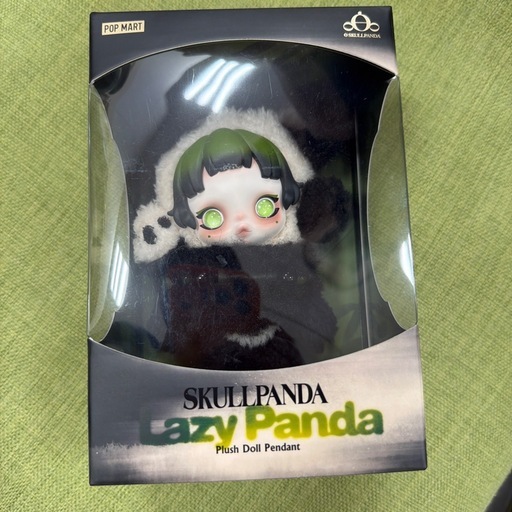 POP MART
SKULLPANDA
SKULLPANDA
Lazy Panda
Plush Doll Pendant